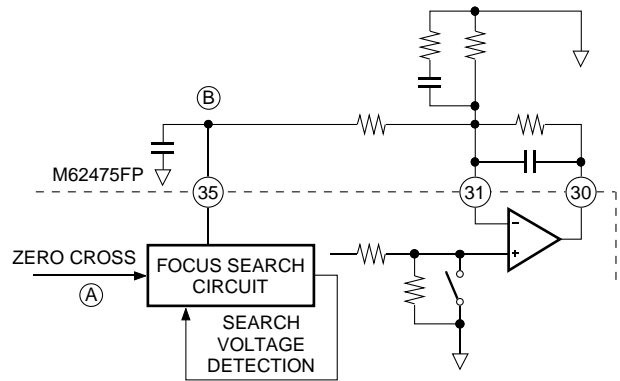 B
M62475FP
35
31
30
ZERO CROSS
A
FOCUS SEARCH
CIRCUIT
SEARCH
VOLTAGE
DETECTION
-
+